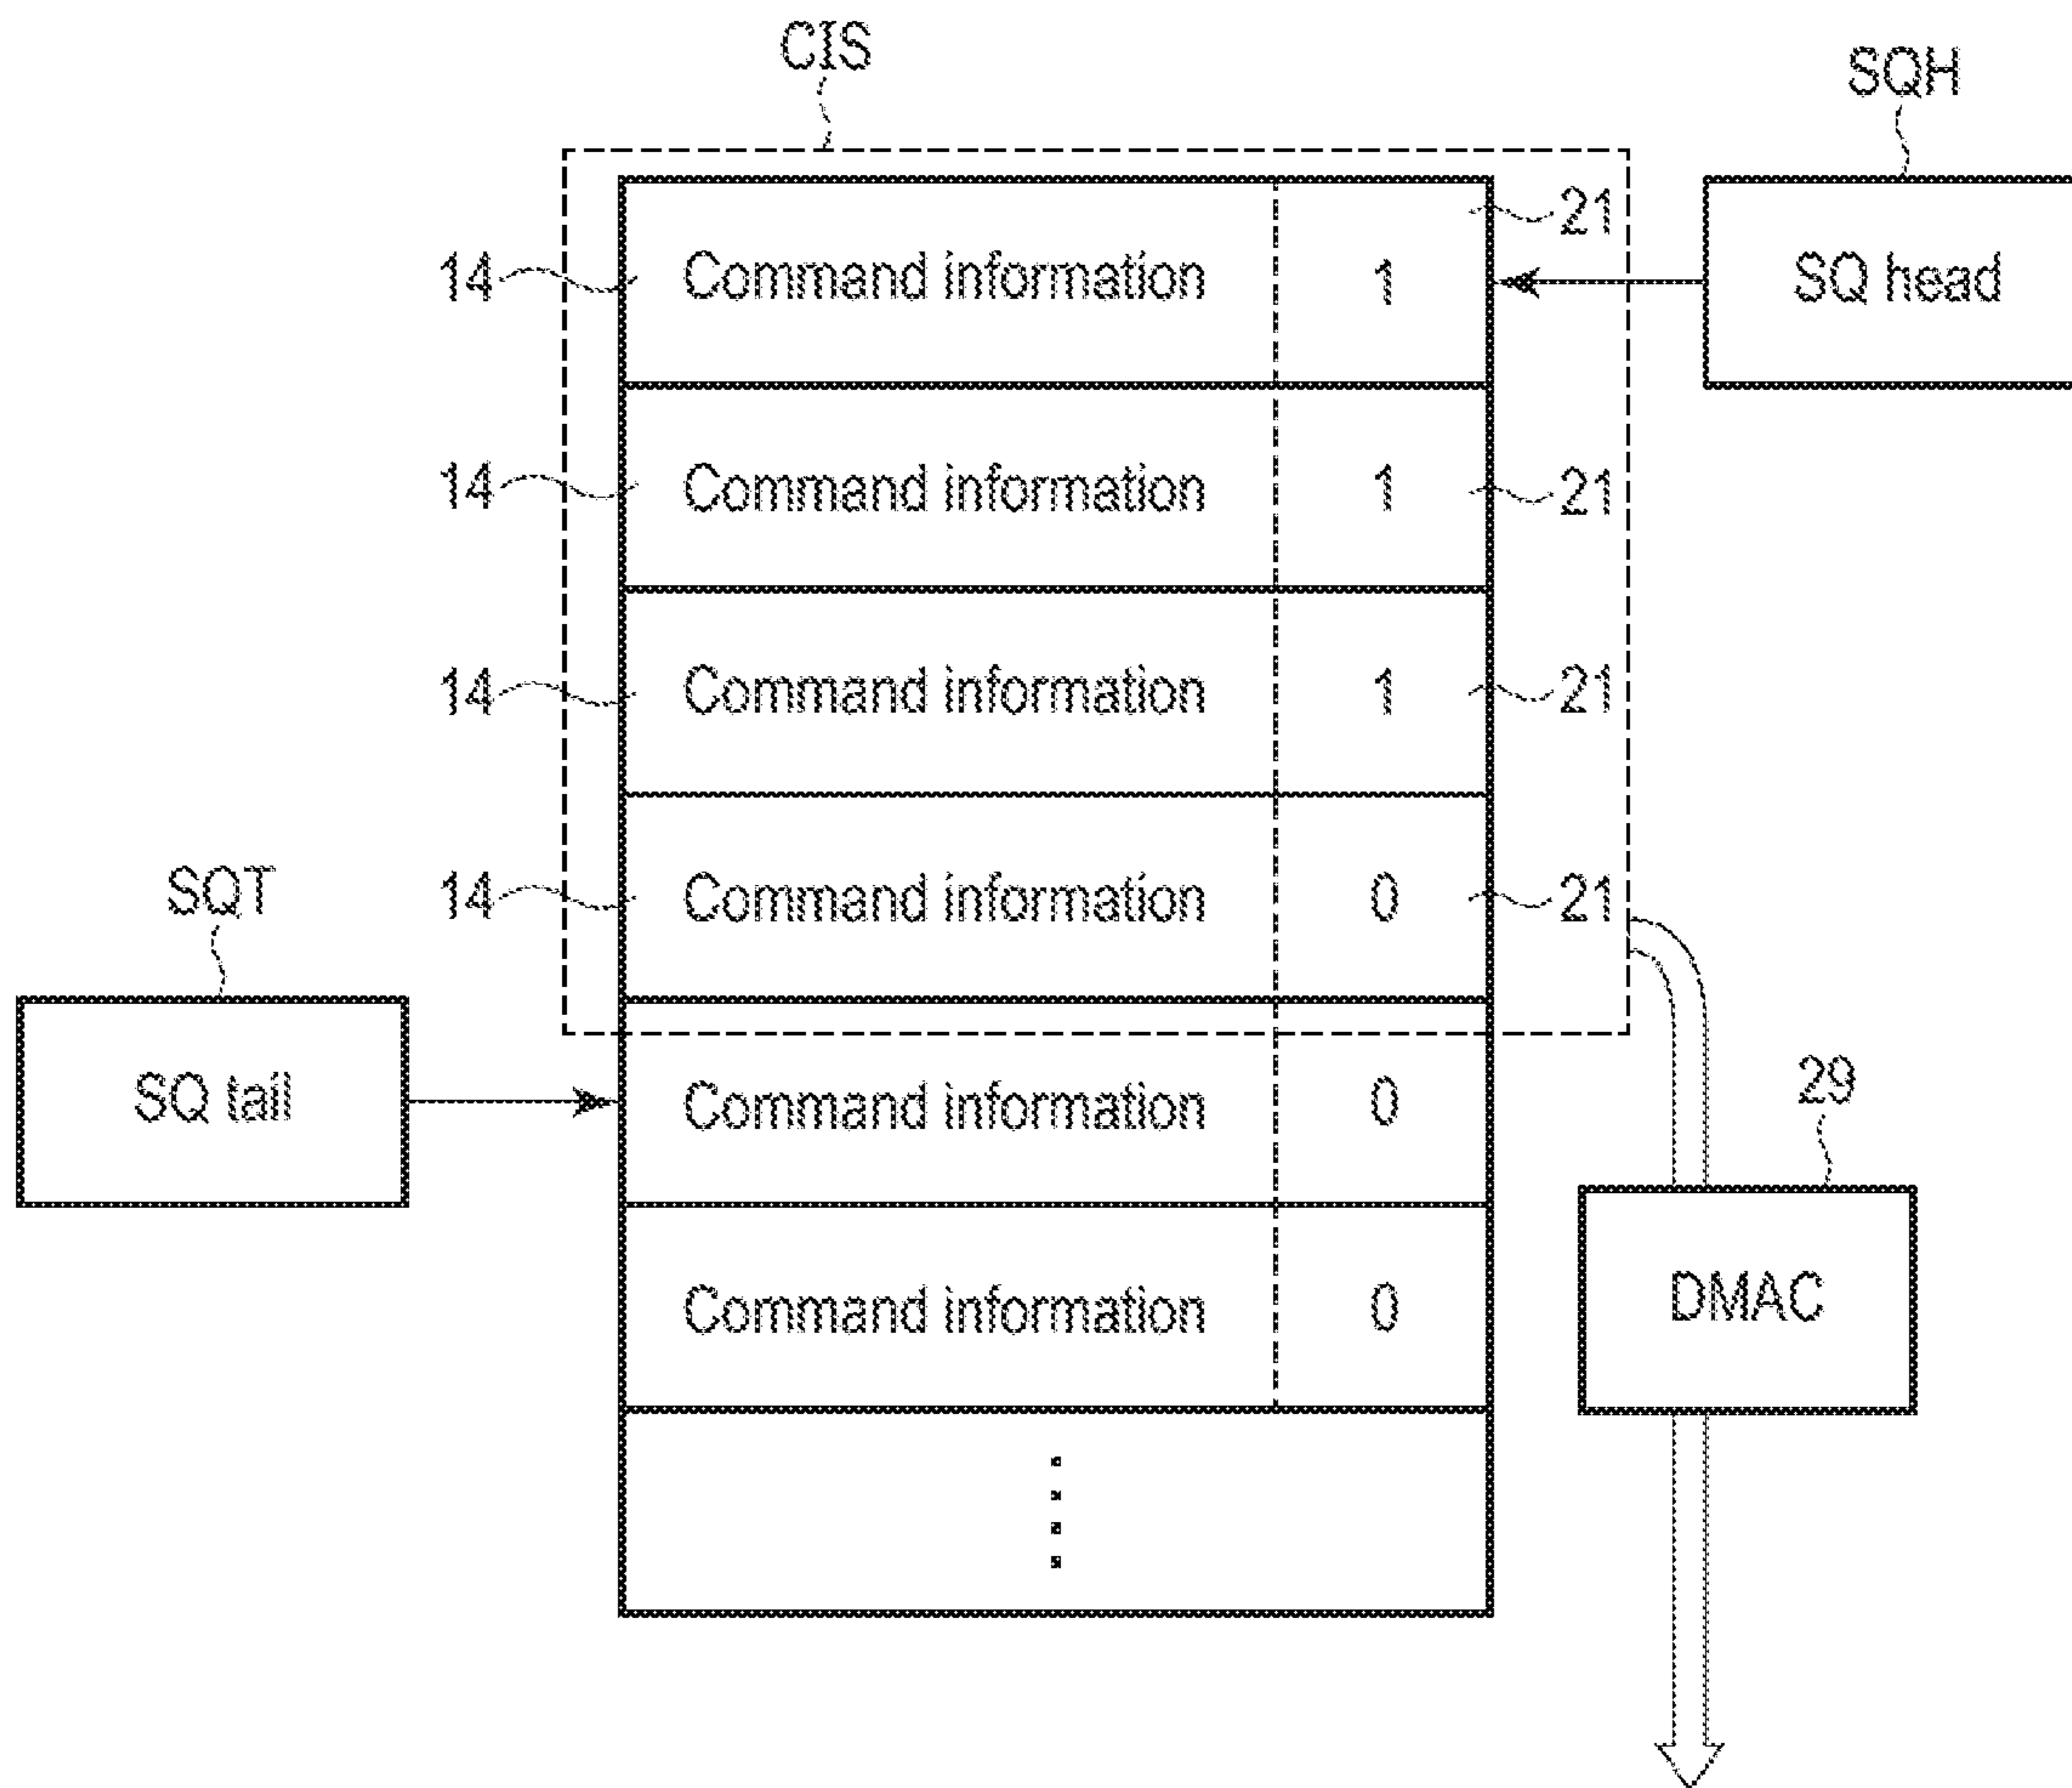 CIS
SQH
21
14 Command information 1
SQ head
14 Command information 1 21
14 Command information 1 21
SQT
14 Command information 0 21
SQ tail
Command information 0
29
Command information 0
DMAC